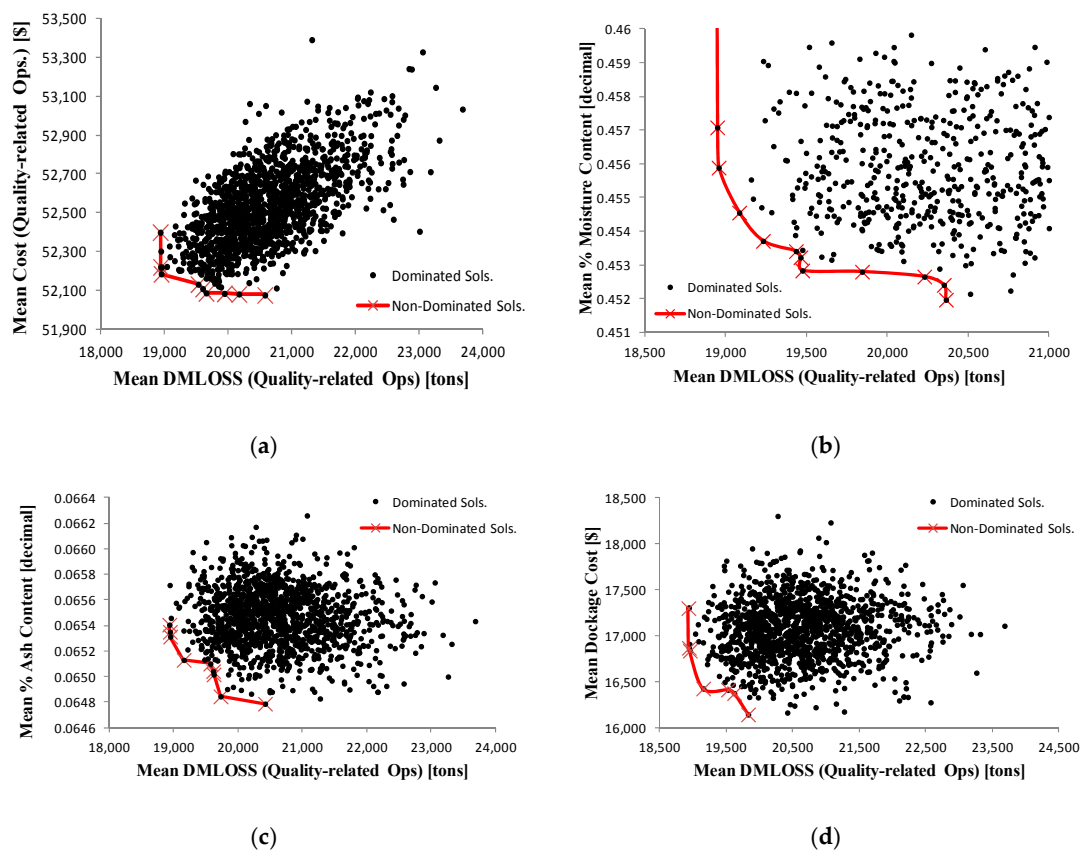 53,500
53,300
53,100
52,900
52,700
52,500
52,300
52,100
51,900
18,000 19,000 20,000 21,000 22,000 23,000 24,000
Mean Cost (Quality-related Ops.) [$]
Dominated Sols.
Non-Dominated Sols.
Mean DMLOSS (Quality-related Ops) [tons]
(a)
0.46
0.459
0.458
0.457
0.456
0.455
0.454
0.453
0.452
0.451
18,500 19,000 19,500 20,000 20,500 21,000
Mean % Moisture Content [decimal]
Dominated Sols.
Non-Dominated Sols.
Mean DMLOSS (Quality-related Ops) [tons]
(b)
0.0664
0.0662
0.0660
0.0658
0.0656
0.0654
0.0652
0.0650
0.0648
0.0646
18,000 19,000 20,000 21,000 22,000 23,000 24,000
Mean % Ash Content [decimal]
Dominated Sols.
Non-Dominated Sols.
Mean DMLOSS (Quality-related Ops) [tons]
(c)
18,500
18,000
17,500
17,000
16,500
16,000
18,500 19,500 20,500 21,500 22,500 23,500 24,500
Mean Dockage Cost [$]
Dominated Sols.
Non-Dominated Sols.
Mean DMLOSS (Quality-related Ops) [tons]
(d)